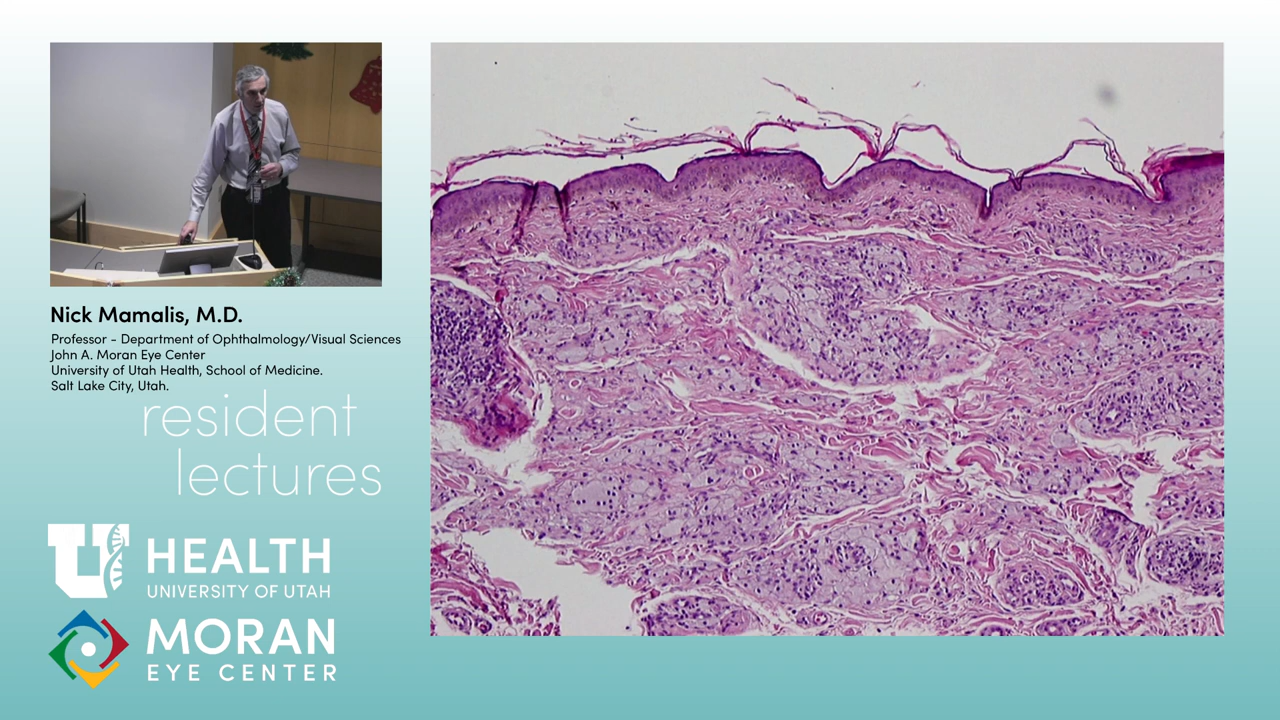 Nick Mamalis, M.D.
Professor - Department of Ophthalmology/Visual Sciences
John A. Moran Eye Center
University of Utah Health, School of Medicine.
Salt Lake City, Utah.
resident
lectures
U HEALTH
UNIVERSITY OF UTAH
MORAN
EYE CENTER